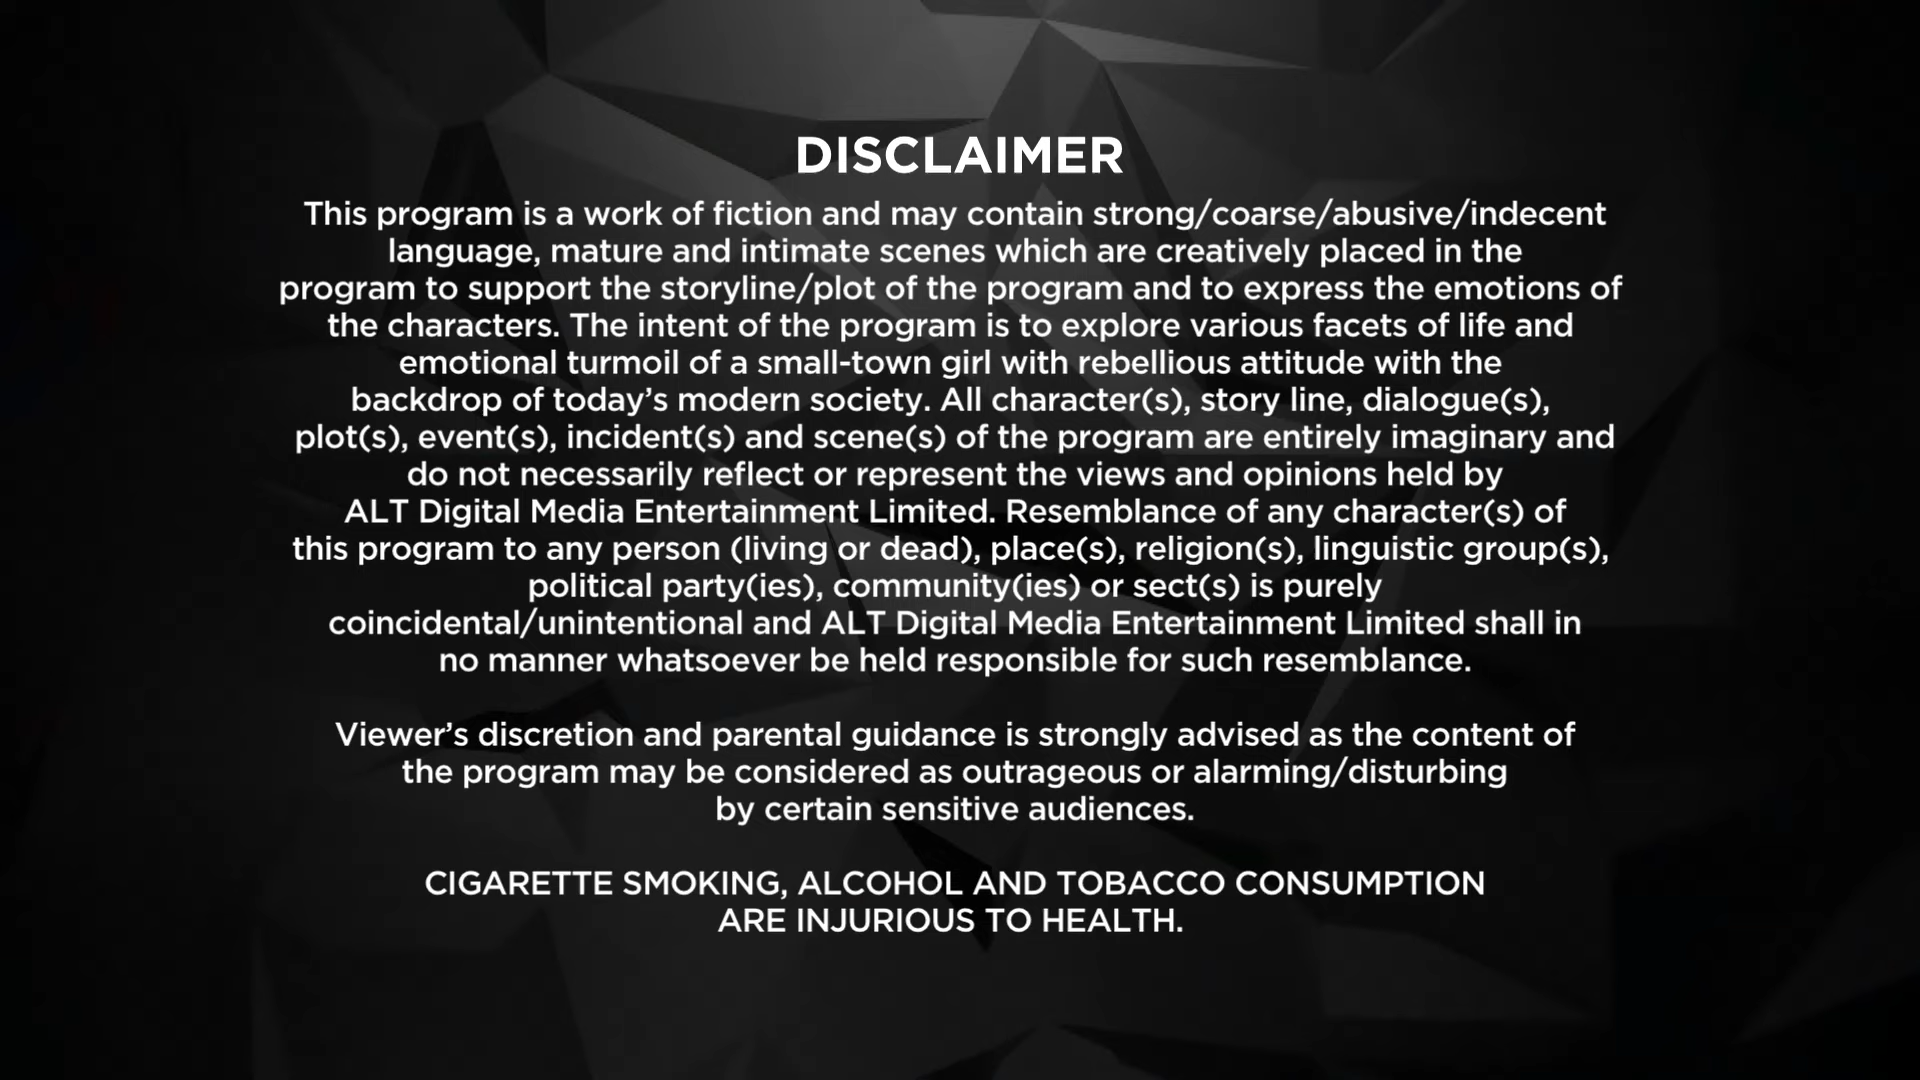 DISCLAIMER
This program is a work of fiction and may contain strong/coarse/abusive/indecent
language, mature and intimate scenes which are creatively placed in the
program to support the storyline/plot of the program and to express the emotions of
the characters. The intent of the program is to explore various facets of life and
emotional turmoil of a small-town girl with rebellious attitude with the
backdrop of today’s modern society. All character(s), story line, dialogue(s),
plot(s), event(s), incident(s) and scene(s) of the program are entirely imaginary and
do not necessarily reflect or represent the views and opinions held by
ALT Digital Media Entertainment Limited. Resemblance of any character(s) of
this program to any person (living or dead), place(s), religion(s), linguistic group(s),
political party(ies), community(ies) or sect(s) is purely
coincidental/unintentional and ALT Digital Media Entertainment Limited shall in
no manner whatsoever be held responsible for such resemblance.
Viewer’s discretion and parental guidance is strongly advised as the content of
the program may be considered as outrageous or alarming/disturbing
by certain sensitive audiences.
CIGARETTE SMOKING, ALCOHOL AND TOBACCO CONSUMPTION
ARE INJURIOUS TO HEALTH.